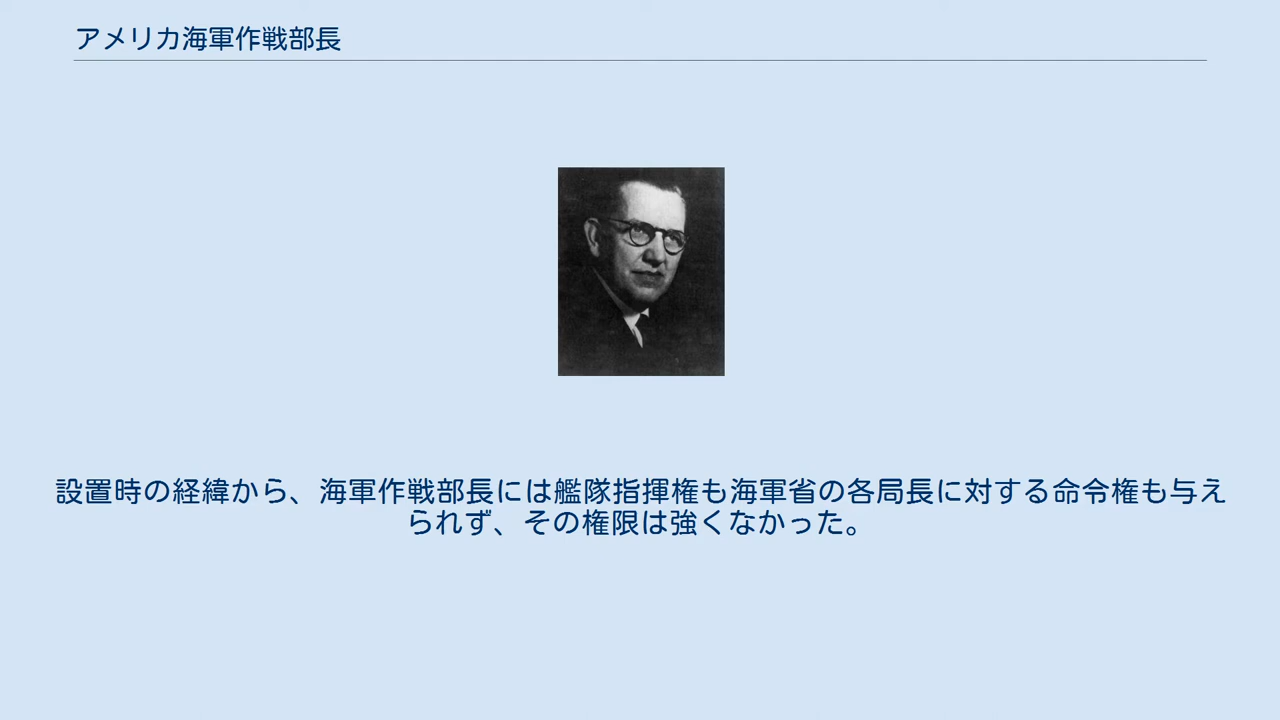 アメリカ海軍作戦部長
設置時の経緯から、海軍作戦部長には艦隊指揮権も海軍省の各局長に対する命令権も与え
られず、その権限は強くなかった。